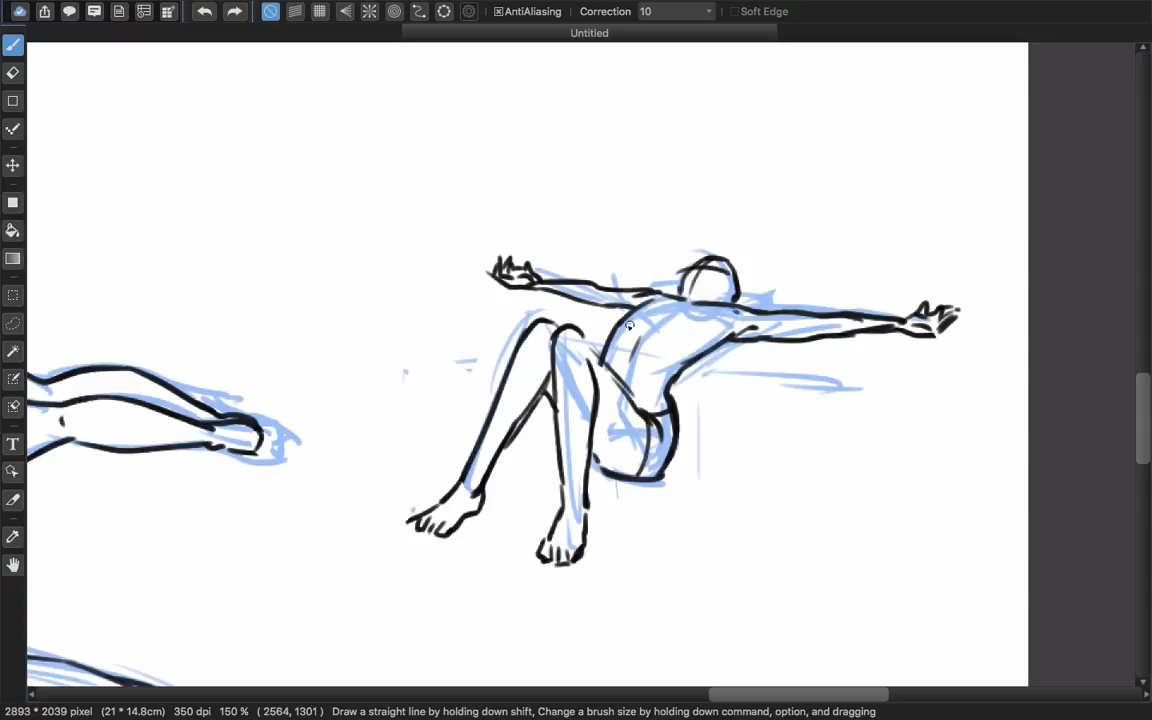 AntiAliasing Correction 10 Soft Edge
Untitled
T
2893 * 2039 pixel (21 * 14.8cm) 350 dpi 150 % ( 2564, 1301 ) Draw a straight line by holding down shift, Change a brush size by holding down command, option, and dragging